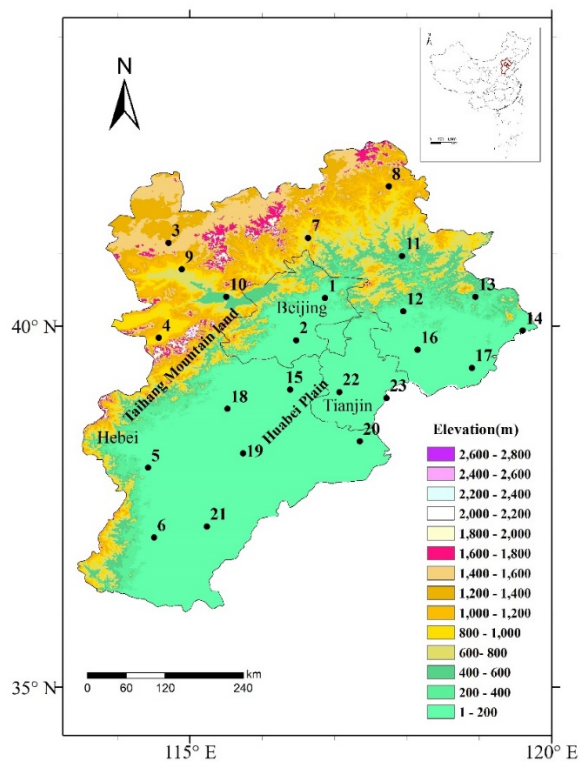 N
8
7
3
11
9
10
1
13
12
Beijing
14
40° N
4
2
16
Taihang Mountain land
17
15
22
23
18
Tianjin
Huabei Plain
20
Hebei
19
5
21
6
Elevation(m)
2,600 - 2,800
2,400 - 2,600
2,200 - 2,400
2,000 - 2,200
1,800 - 2,000
1,600 - 1,800
1,400 - 1,600
1,200 - 1,400
1,000 - 1,200
800 - 1,000
600- 800
400 - 600
200 - 400
1 - 200
km
0 60 120 240
35° N
115° E
120° E